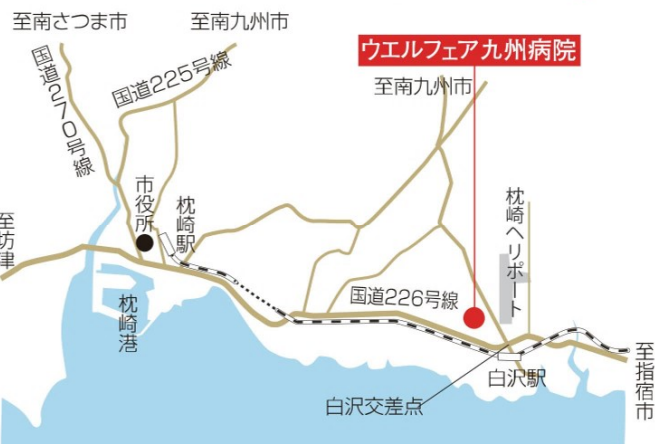 至南さつま市
至南九州市
ウエルフェア九州病院
国道270号線
国道225号線
至南九州市
市役所
枕崎駅
枕崎ヘリポート
至坊津
枕崎港
国道226号線
白沢駅
至指宿市
白沢交差点